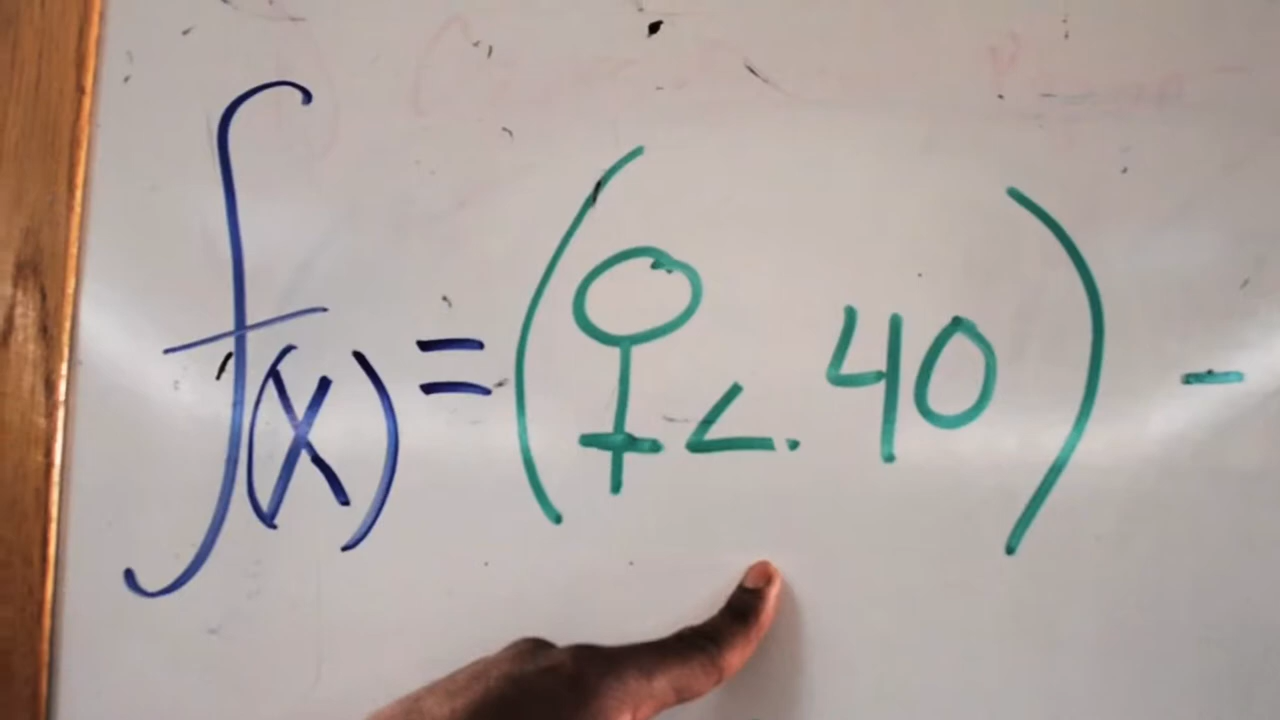 f(x) = (♀ < . 40) -